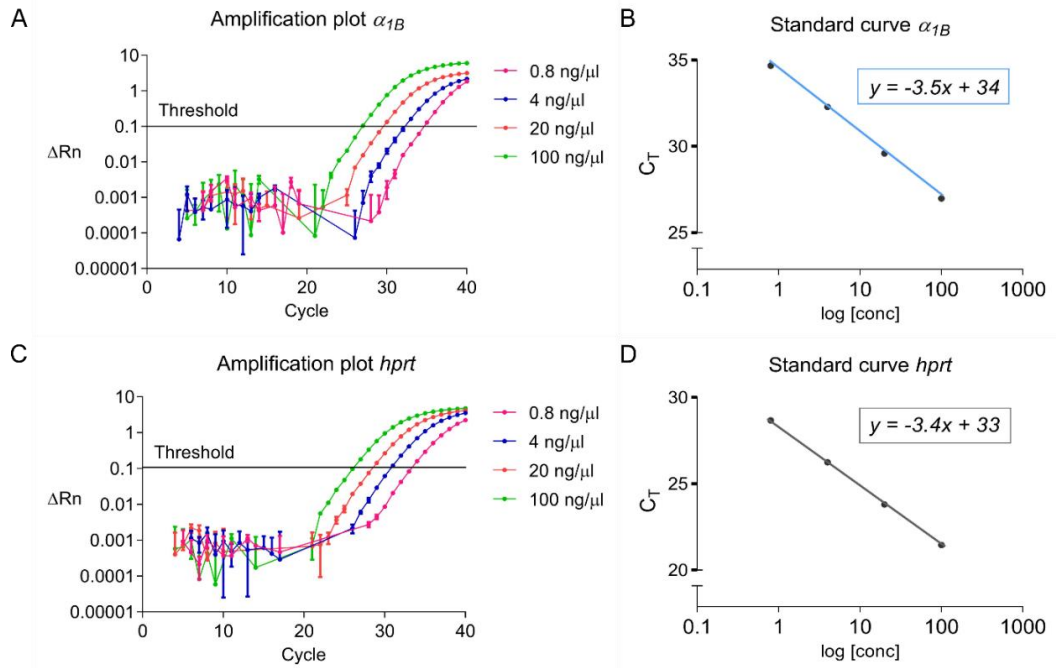 A
Amplification plot α1B
10
1
0.1
0.01
0.001
0.0001
0.00001
ΔRn
Threshold
0
10
20
30
40
Cycle
0.8 ng/μl
4 ng/μl
20 ng/μl
100 ng/μl
B
Standard curve α1B
35
30
25
CT
y = -3.5x + 34
0.1
1
10
100
1000
log [conc]
C
Amplification plot hprt
10
1
0.1
0.01
0.001
0.0001
0.00001
ΔRn
Threshold
0
10
20
30
40
Cycle
0.8 ng/μl
4 ng/μl
20 ng/μl
100 ng/μl
D
Standard curve hprt
30
25
20
CT
y = -3.4x + 33
0.1
1
10
100
1000
log [conc]